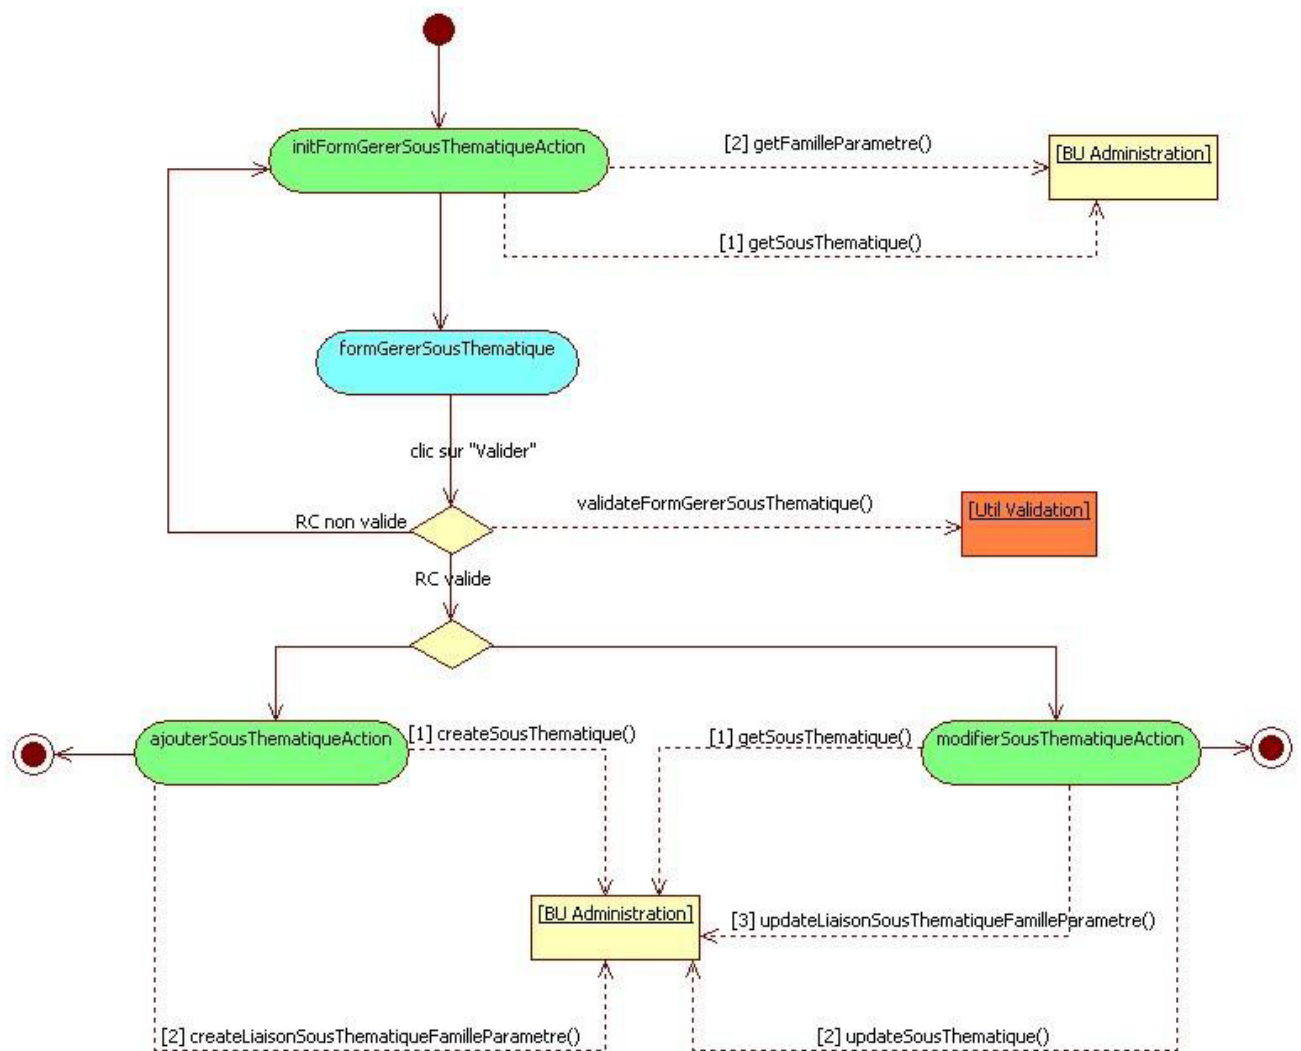 initFormGererSousThematiqueAction
[2] getFamilleParametre()
[BU Administration]
[1] getSousThematique()
formGererSousThematique
clic sur "Valider"
validateFormGererSousThematique()
[Util Validation]
RC non valide
RC valide
ajouterSousThematiqueAction
[1] createSousThematique()
[1] getSousThematique()
modifierSousThematiqueAction
[BU Administration]
[3] updateLiaisonSousThematiqueFamilleParametre()
[2] createLiaisonSousThematiqueFamilleParametre()
[2] updateSousThematique()